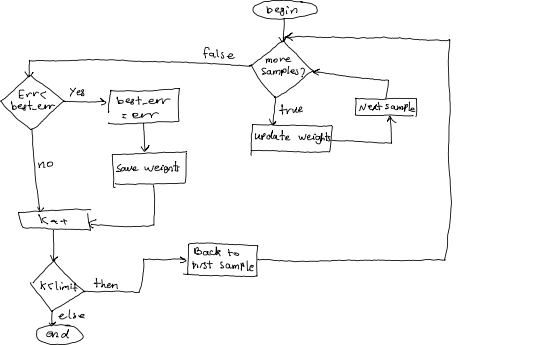 begin
false
more
samples?
Err<
best_err
Yes
best_err
= err
true
Next sample
update weights
no
Save weights
K++
Back to
first sample
K<limit
then
else
end